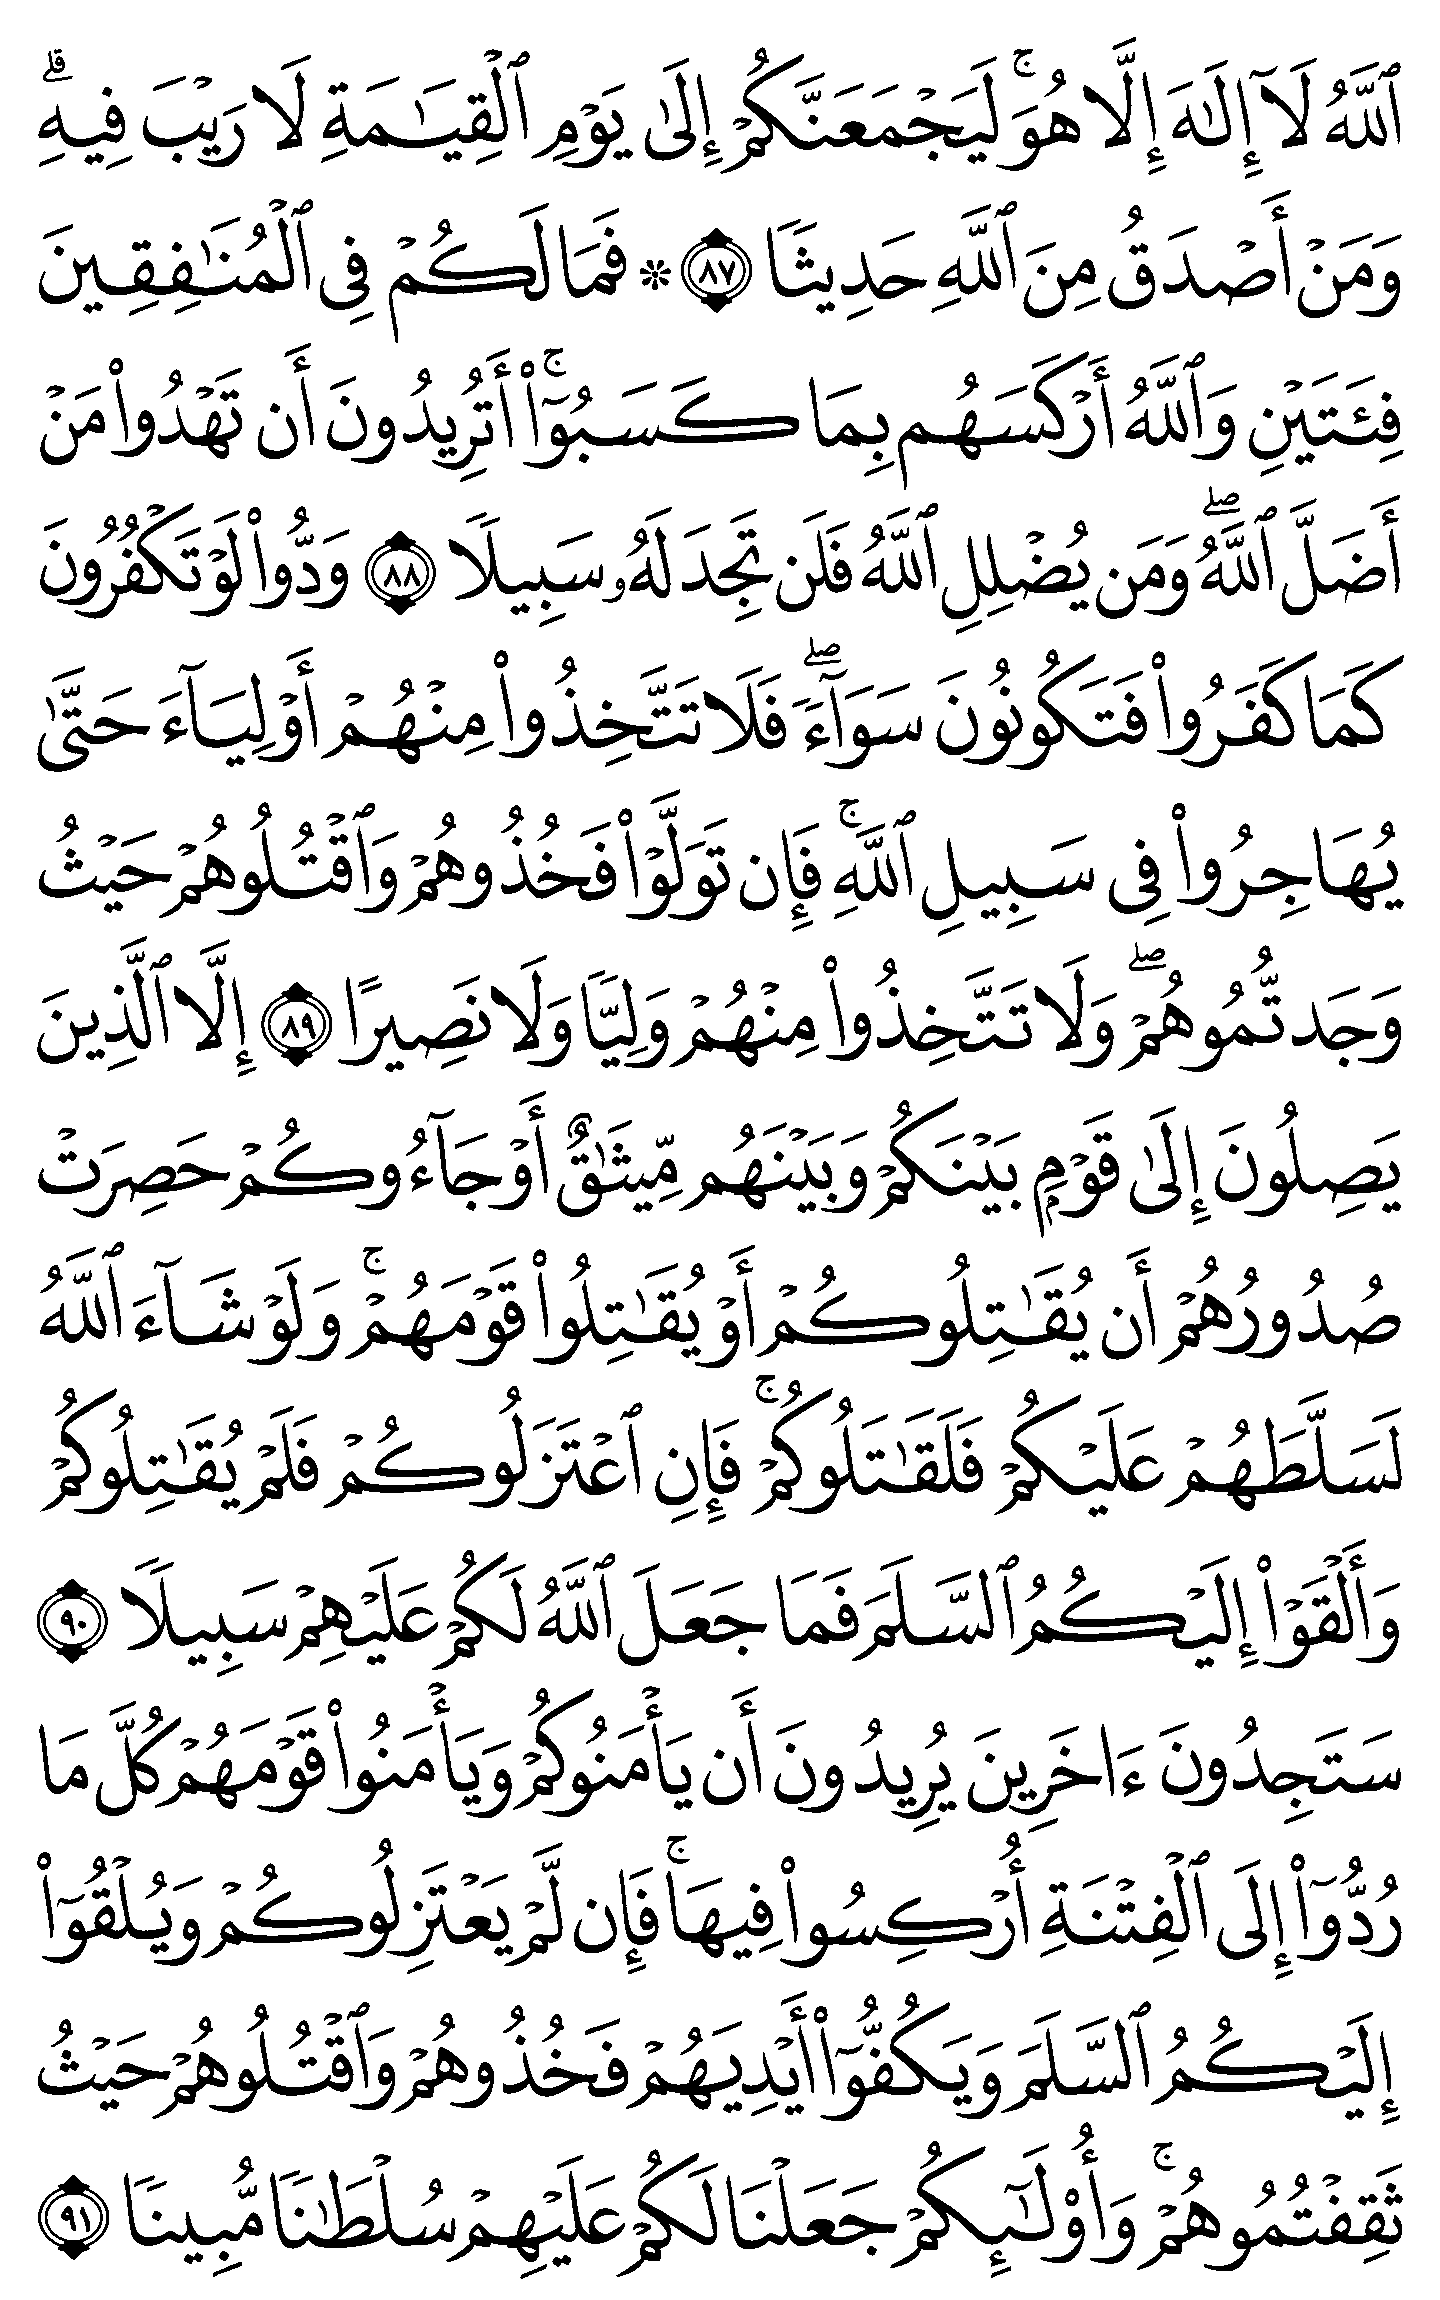 ٱللَّهُ لَآ إِلَٰهَ إِلَّا هُوَۚ لَيَجۡمَعَنَّكُمۡ إِلَىٰ يَوۡمِ ٱلۡقِيَٰمَةِ لَا رَيۡبَ فِيهِۗ
وَمَنۡ أَصۡدَقُ مِنَ ٱللَّهِ حَدِيثٗا ٨٧ ۞ فَمَا لَكُمۡ فِي ٱلۡمُنَٰفِقِينَ
فِئَتَيۡنِ وَٱللَّهُ أَرۡكَسَهُم بِمَا كَسَبُوٓاْۚ أَتُرِيدُونَ أَن تَهۡدُواْ مَنۡ
أَضَلَّ ٱللَّهُۖ وَمَن يُضۡلِلِ ٱللَّهُ فَلَن تَجِدَ لَهُۥ سَبِيلٗا ٨٨ وَدُّواْ لَوۡ تَكۡفُرُونَ
كَمَا كَفَرُواْ فَتَكُونُونَ سَوَآءٗۖ فَلَا تَتَّخِذُواْ مِنۡهُمۡ أَوۡلِيَآءَ حَتَّىٰ
يُهَاجِرُواْ فِي سَبِيلِ ٱللَّهِۚ فَإِن تَوَلَّوۡاْ فَخُذُوهُمۡ وَٱقۡتُلُوهُمۡ حَيۡثُ
وَجَدتُّمُوهُمۡۖ وَلَا تَتَّخِذُواْ مِنۡهُمۡ وَلِيّٗا وَلَا نَصِيرًا ٨٩ إِلَّا ٱلَّذِينَ
يَصِلُونَ إِلَىٰ قَوۡمِۭ بَيۡنَكُمۡ وَبَيۡنَهُم مِّيثَٰقٌ أَوۡ جَآءُوكُمۡ حَصِرَتۡ
صُدُورُهُمۡ أَن يُقَٰتِلُوكُمۡ أَوۡ يُقَٰتِلُواْ قَوۡمَهُمۡۚ وَلَوۡ شَآءَ ٱللَّهُ
لَسَلَّطَهُمۡ عَلَيۡكُمۡ فَلَقَٰتَلُوكُمۡۚ فَإِنِ ٱعۡتَزَلُوكُمۡ فَلَمۡ يُقَٰتِلُوكُمۡ
وَأَلۡقَوۡاْ إِلَيۡكُمُ ٱلسَّلَمَ فَمَا جَعَلَ ٱللَّهُ لَكُمۡ عَلَيۡهِمۡ سَبِيلٗا ٩٠
سَتَجِدُونَ ءَاخَرِينَ يُرِيدُونَ أَن يَأۡمَنُوكُمۡ وَيَأۡمَنُواْ قَوۡمَهُمۡ كُلَّ مَا
رُدُّوٓاْ إِلَى ٱلۡفِتۡنَةِ أُرۡكِسُواْ فِيهَاۚ فَإِن لَّمۡ يَعۡتَزِلُوكُمۡ وَيُلۡقُوٓاْ
إِلَيۡكُمُ ٱلسَّلَمَ وَيَكُفُّوٓاْ أَيۡدِيَهُمۡ فَخُذُوهُمۡ وَٱقۡتُلُوهُمۡ حَيۡثُ
ثَقِفۡتُمُوهُمۡۚ وَأُوْلَٰٓئِكُمۡ جَعَلۡنَا لَكُمۡ عَلَيۡهِمۡ سُلۡطَٰنٗا مُّبِينٗا ٩١